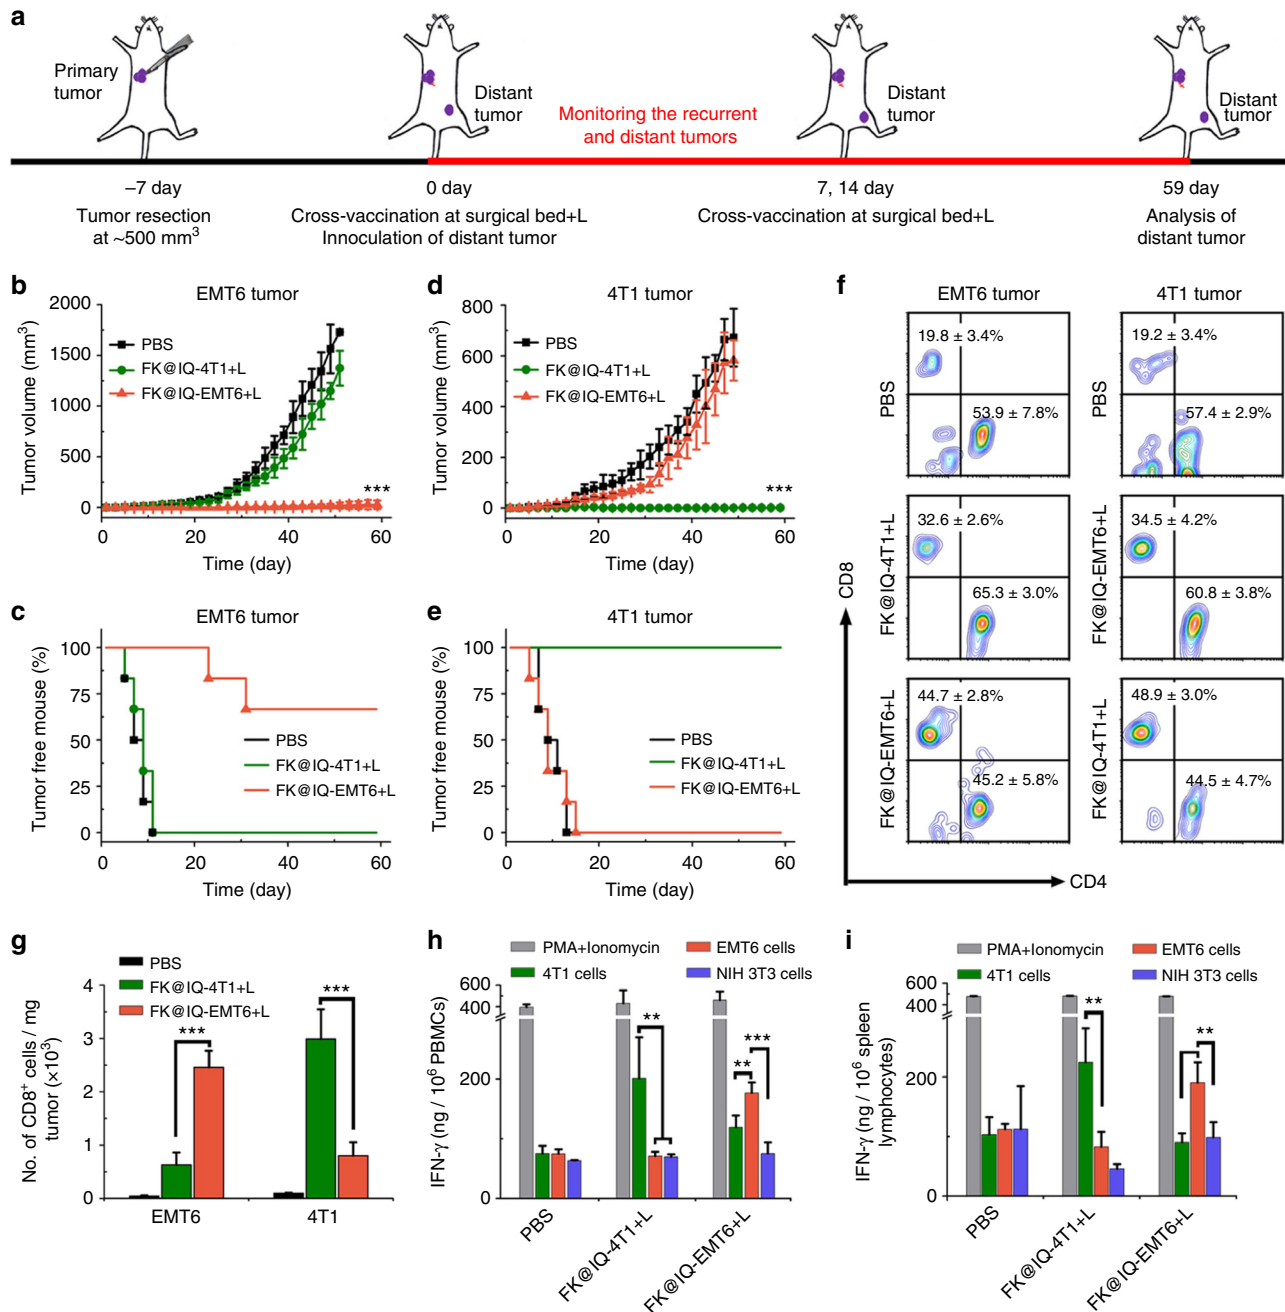 a
Primary
tumor
Distant
tumor
Monitoring the recurrent
and distant tumors
Distant
tumor
Distant
tumor
–7 day
0 day
7, 14 day
59 day
Tumor resection
at ~500 mm³
Cross-vaccination at surgical bed+L
Innoculation of distant tumor
Cross-vaccination at surgical bed+L
Analysis of
distant tumor
b
EMT6 tumor
Tumor volume (mm³)
2000
1500
1000
500
0
PBS
FK@IQ-4T1+L
FK@IQ-EMT6+L
***
0 20 40 60
Time (day)
d
4T1 tumor
Tumor volume (mm³)
800
600
400
200
0
PBS
FK@IQ-4T1+L
FK@IQ-EMT6+L
***
0 20 40 60
Time (day)
c
EMT6 tumor
Tumor free mouse (%)
100
75
50
25
0
PBS
FK@IQ-4T1+L
FK@IQ-EMT6+L
0 20 40 60
Time (day)
e
4T1 tumor
Tumor free mouse (%)
100
75
50
25
0
PBS
FK@IQ-4T1+L
FK@IQ-EMT6+L
0 20 40 60
Time (day)
f
EMT6 tumor
4T1 tumor
PBS
19.8 ± 3.4%
53.9 ± 7.8%
PBS
19.2 ± 3.4%
57.4 ± 2.9%
FK@IQ-4T1+L
32.6 ± 2.6%
65.3 ± 3.0%
FK@IQ-EMT6+L
34.5 ± 4.2%
60.8 ± 3.8%
FK@IQ-EMT6+L
44.7 ± 2.8%
45.2 ± 5.8%
FK@IQ-4T1+L
48.9 ± 3.0%
44.5 ± 4.7%
CD8
CD4
g
PBS
FK@IQ-4T1+L
FK@IQ-EMT6+L
No. of CD8⁺ cells / mg
tumor (×10³)
4
3
2
1
0
***
***
EMT6
4T1
h
PMA+Ionomycin
EMT6 cells
4T1 cells
NIH 3T3 cells
IFN-γ (ng / 10⁶ PBMCs)
600
400
200
0
**
**
***
PBS
FK@IQ-4T1+L
FK@IQ-EMT6+L
i
PMA+Ionomycin
EMT6 cells
4T1 cells
NIH 3T3 cells
IFN-γ (ng / 10⁶ spleen
lymphocytes)
600
400
200
0
**
**
PBS
FK@IQ-4T1+L
FK@IQ-EMT6+L